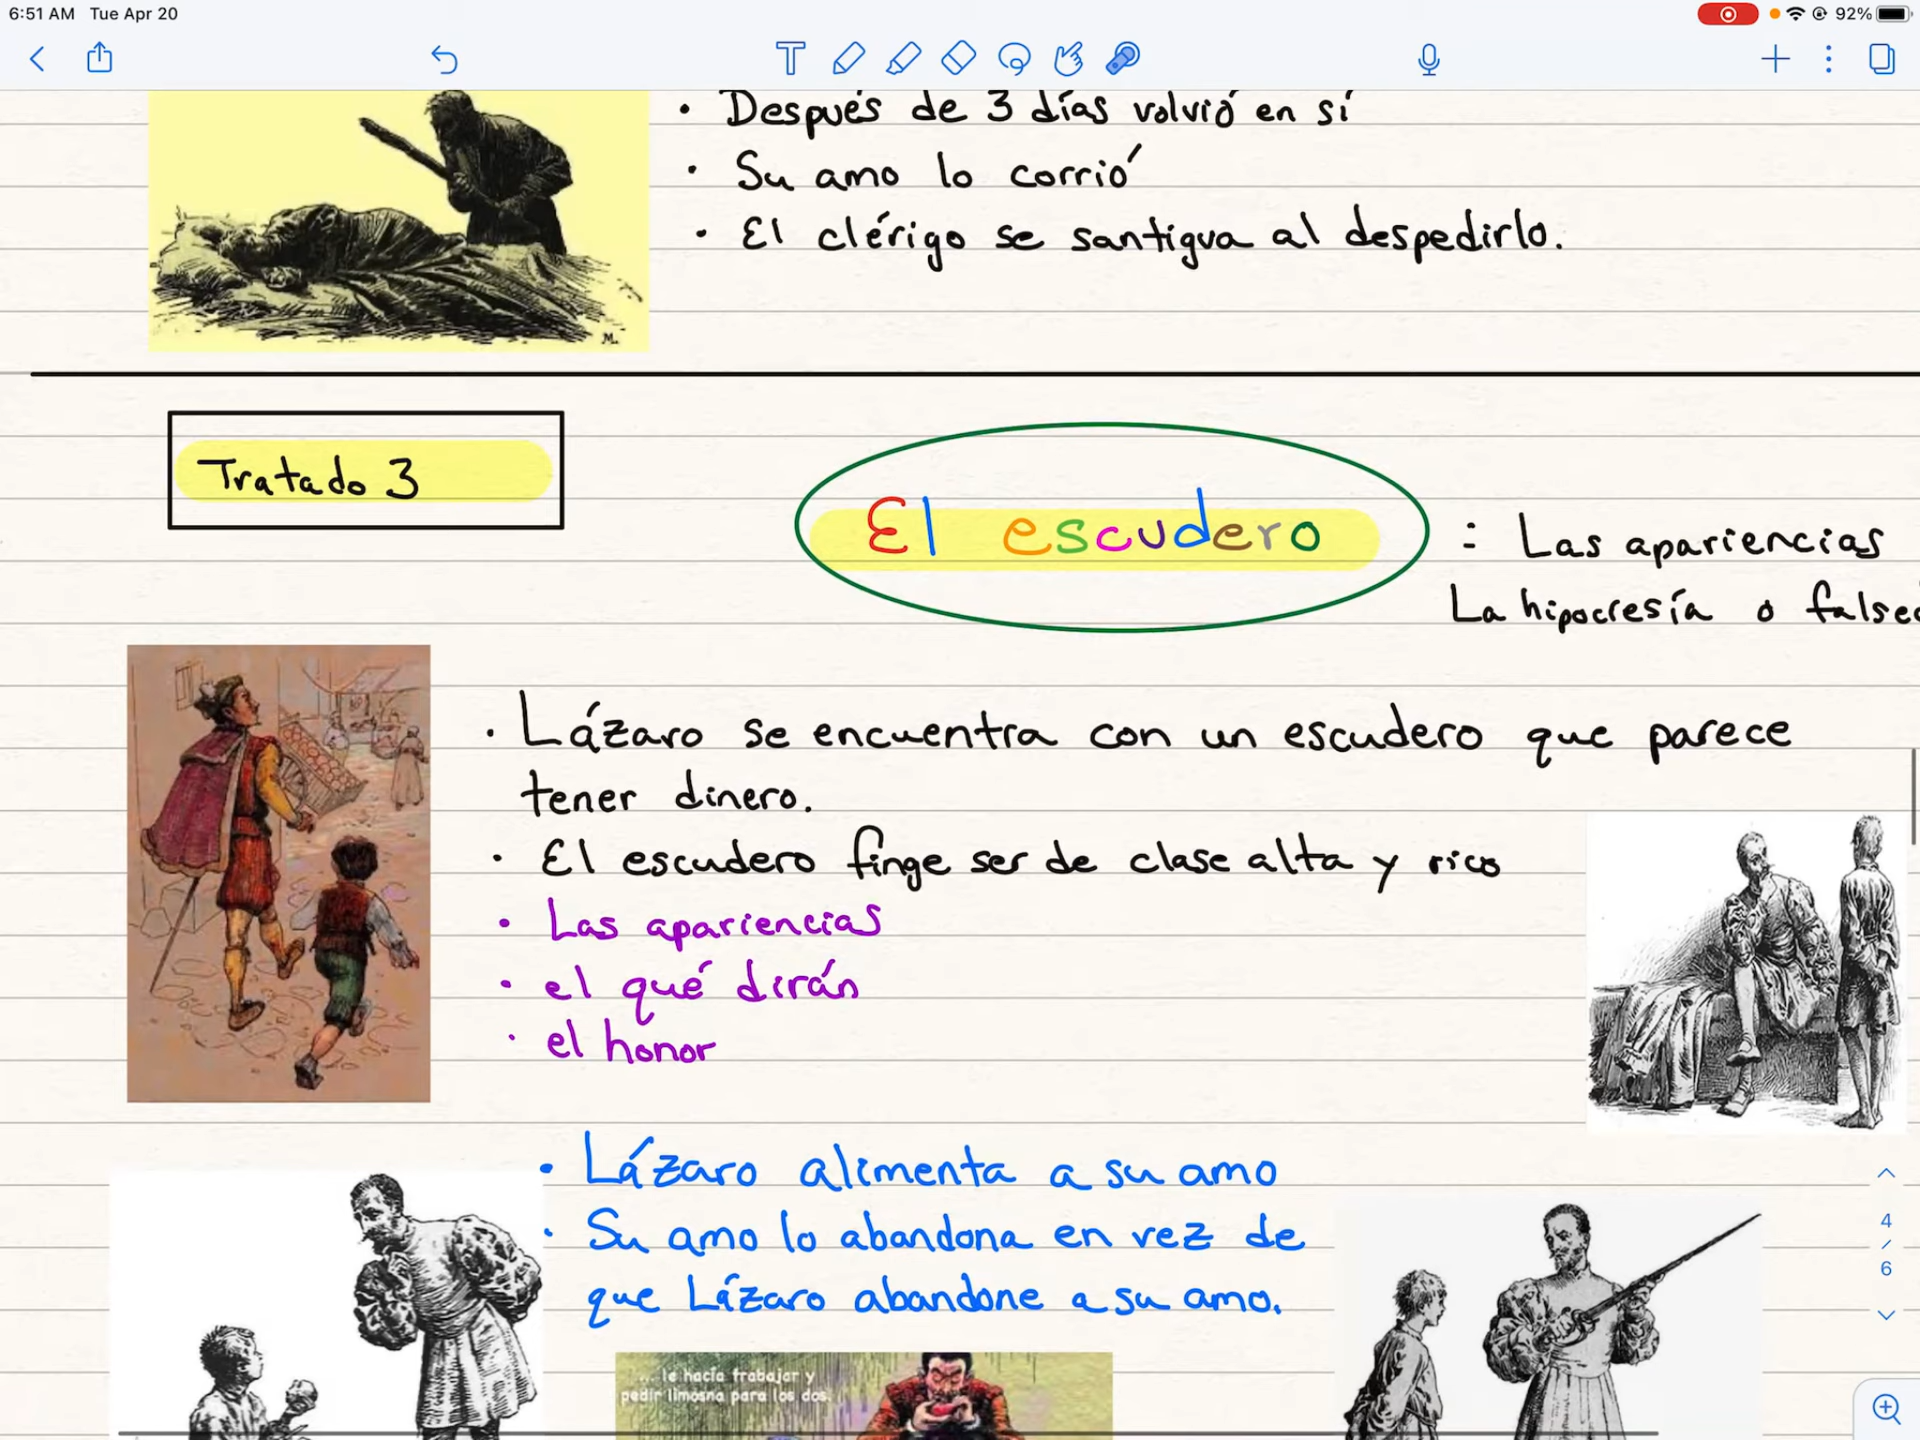 6:51 AM Tue Apr 20
92%
• Después de 3 días volvió en sí
• Su amo lo corrió
• El clérigo se santigua al despedirlo.
M.
Tratado 3
El escudero
: Las apariencias
La hipocresía o
• Lázaro se encuentra con un escudero que parece
tener dinero.
• El escudero finge ser de clase alta y rico
• Las apariencias
• el qué dirán
• el honor
• Lázaro alimenta a su amo
• Su amo lo abandona en vez de
que Lázaro abandone a su amo.
4
/
6
... le hacía trabajar y
pedir limosna para los dos.